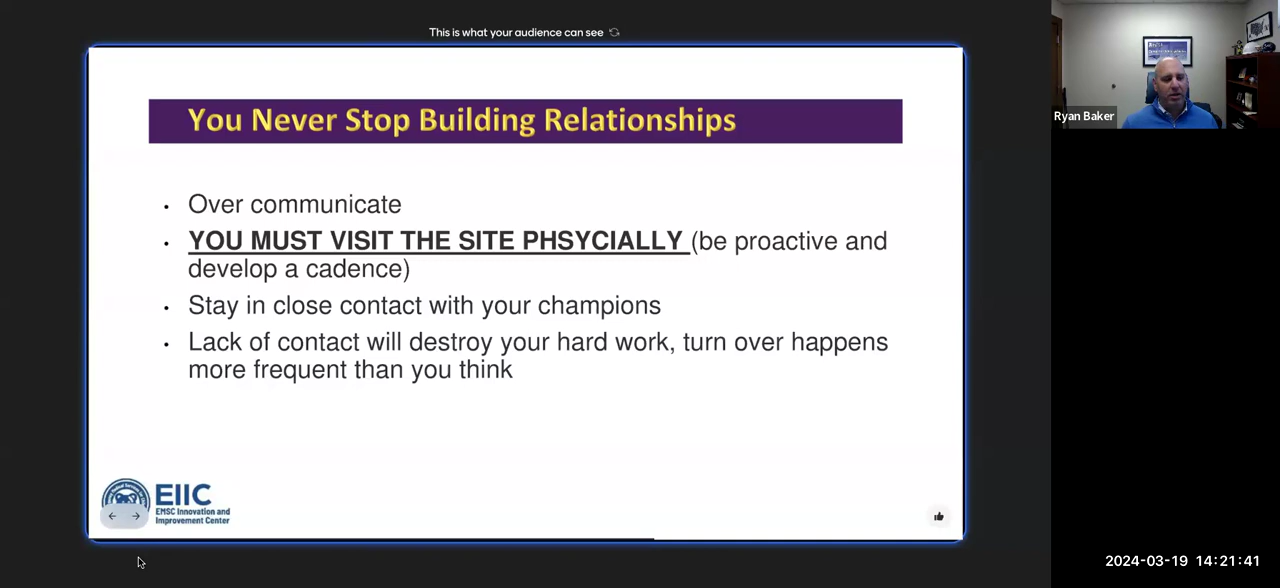 This is what your audience can see
Ryan Baker
You Never Stop Building Relationships
• Over communicate
• YOU MUST VISIT THE SITE PHSYCIALLY (be proactive and
develop a cadence)
• Stay in close contact with your champions
• Lack of contact will destroy your hard work, turn over happens
more frequent than you think
EIIC
EMSC Innovation and
Improvement Center
2024-03-19 14:21:41